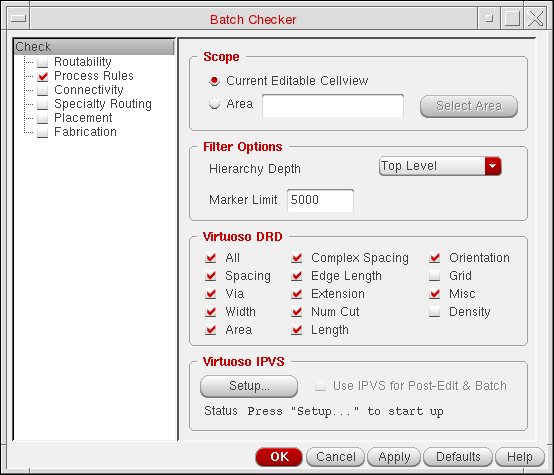 Batch Checker
Check
Routability
Process Rules
Connectivity
Specialty Routing
Placement
Fabrication
Scope
Current Editable Cellview
Area
Select Area
Filter Options
Hierarchy Depth
Top Level
Marker Limit 5000
Virtuoso DRD
All Complex Spacing Orientation
Spacing Edge Length Grid
Via Extension Misc
Width Num Cut Density
Area Length
Virtuoso IPVS
Setup... Use IPVS for Post-Edit & Batch
Status Press "Setup..." to start up
OK Cancel Apply Defaults Help